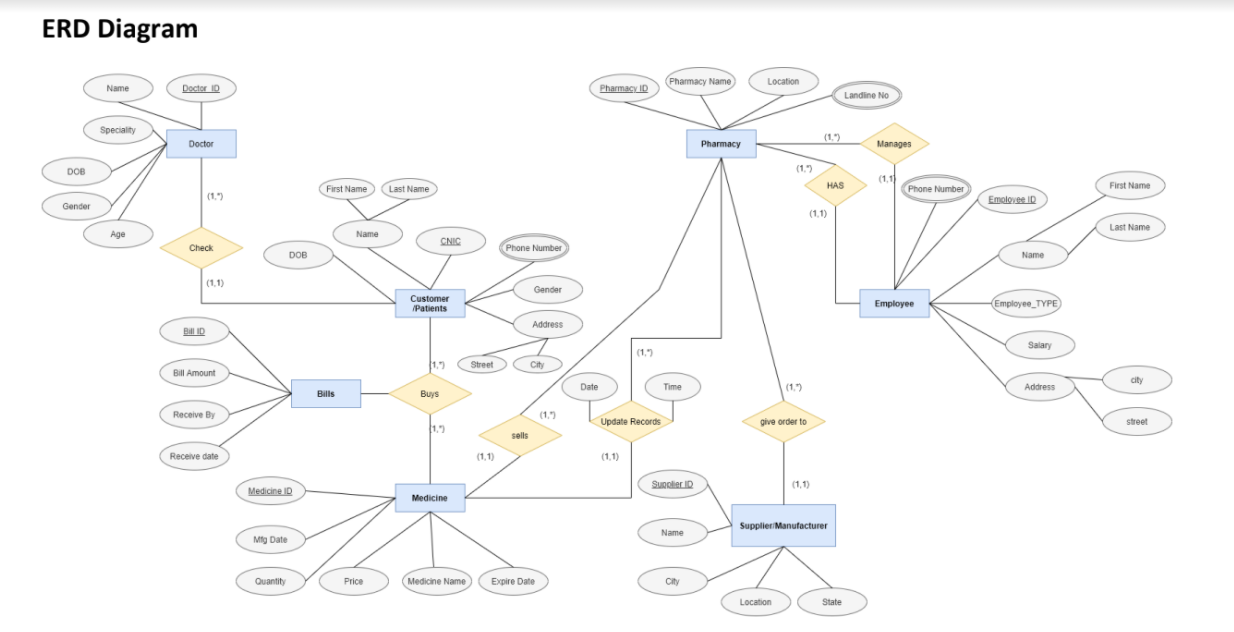 ERD Diagram
Name
Doctor_ID
Speciality
Doctor
DOB
Gender
Age
(1,*)
Check
(1,1)
First Name
Last Name
Name
CNIC
Phone Number
DOB
Gender
Customer
/Patients
Address
Street
City
Bill ID
Bill Amount
Receive By
Receive date
Bills
(1,*)
Buys
(1,*)
Medicine ID
Medicine
Mfg Date
Quantity
Price
Medicine Name
Expire Date
Pharmacy ID
Pharmacy Name
Location
Landline No
Pharmacy
(1,*)
Manages
(1,1)
(1,*)
HAS
(1,1)
Phone Number
Employee ID
First Name
Last Name
Name
Employee
Employee_TYPE
Salary
Address
city
street
(1,*)
sells
(1,1)
(1,*)
Date
Time
Update Records
(1,1)
(1,*)
give order to
(1,1)
Supplier ID
Supplier/Manufacturer
Name
City
Location
State